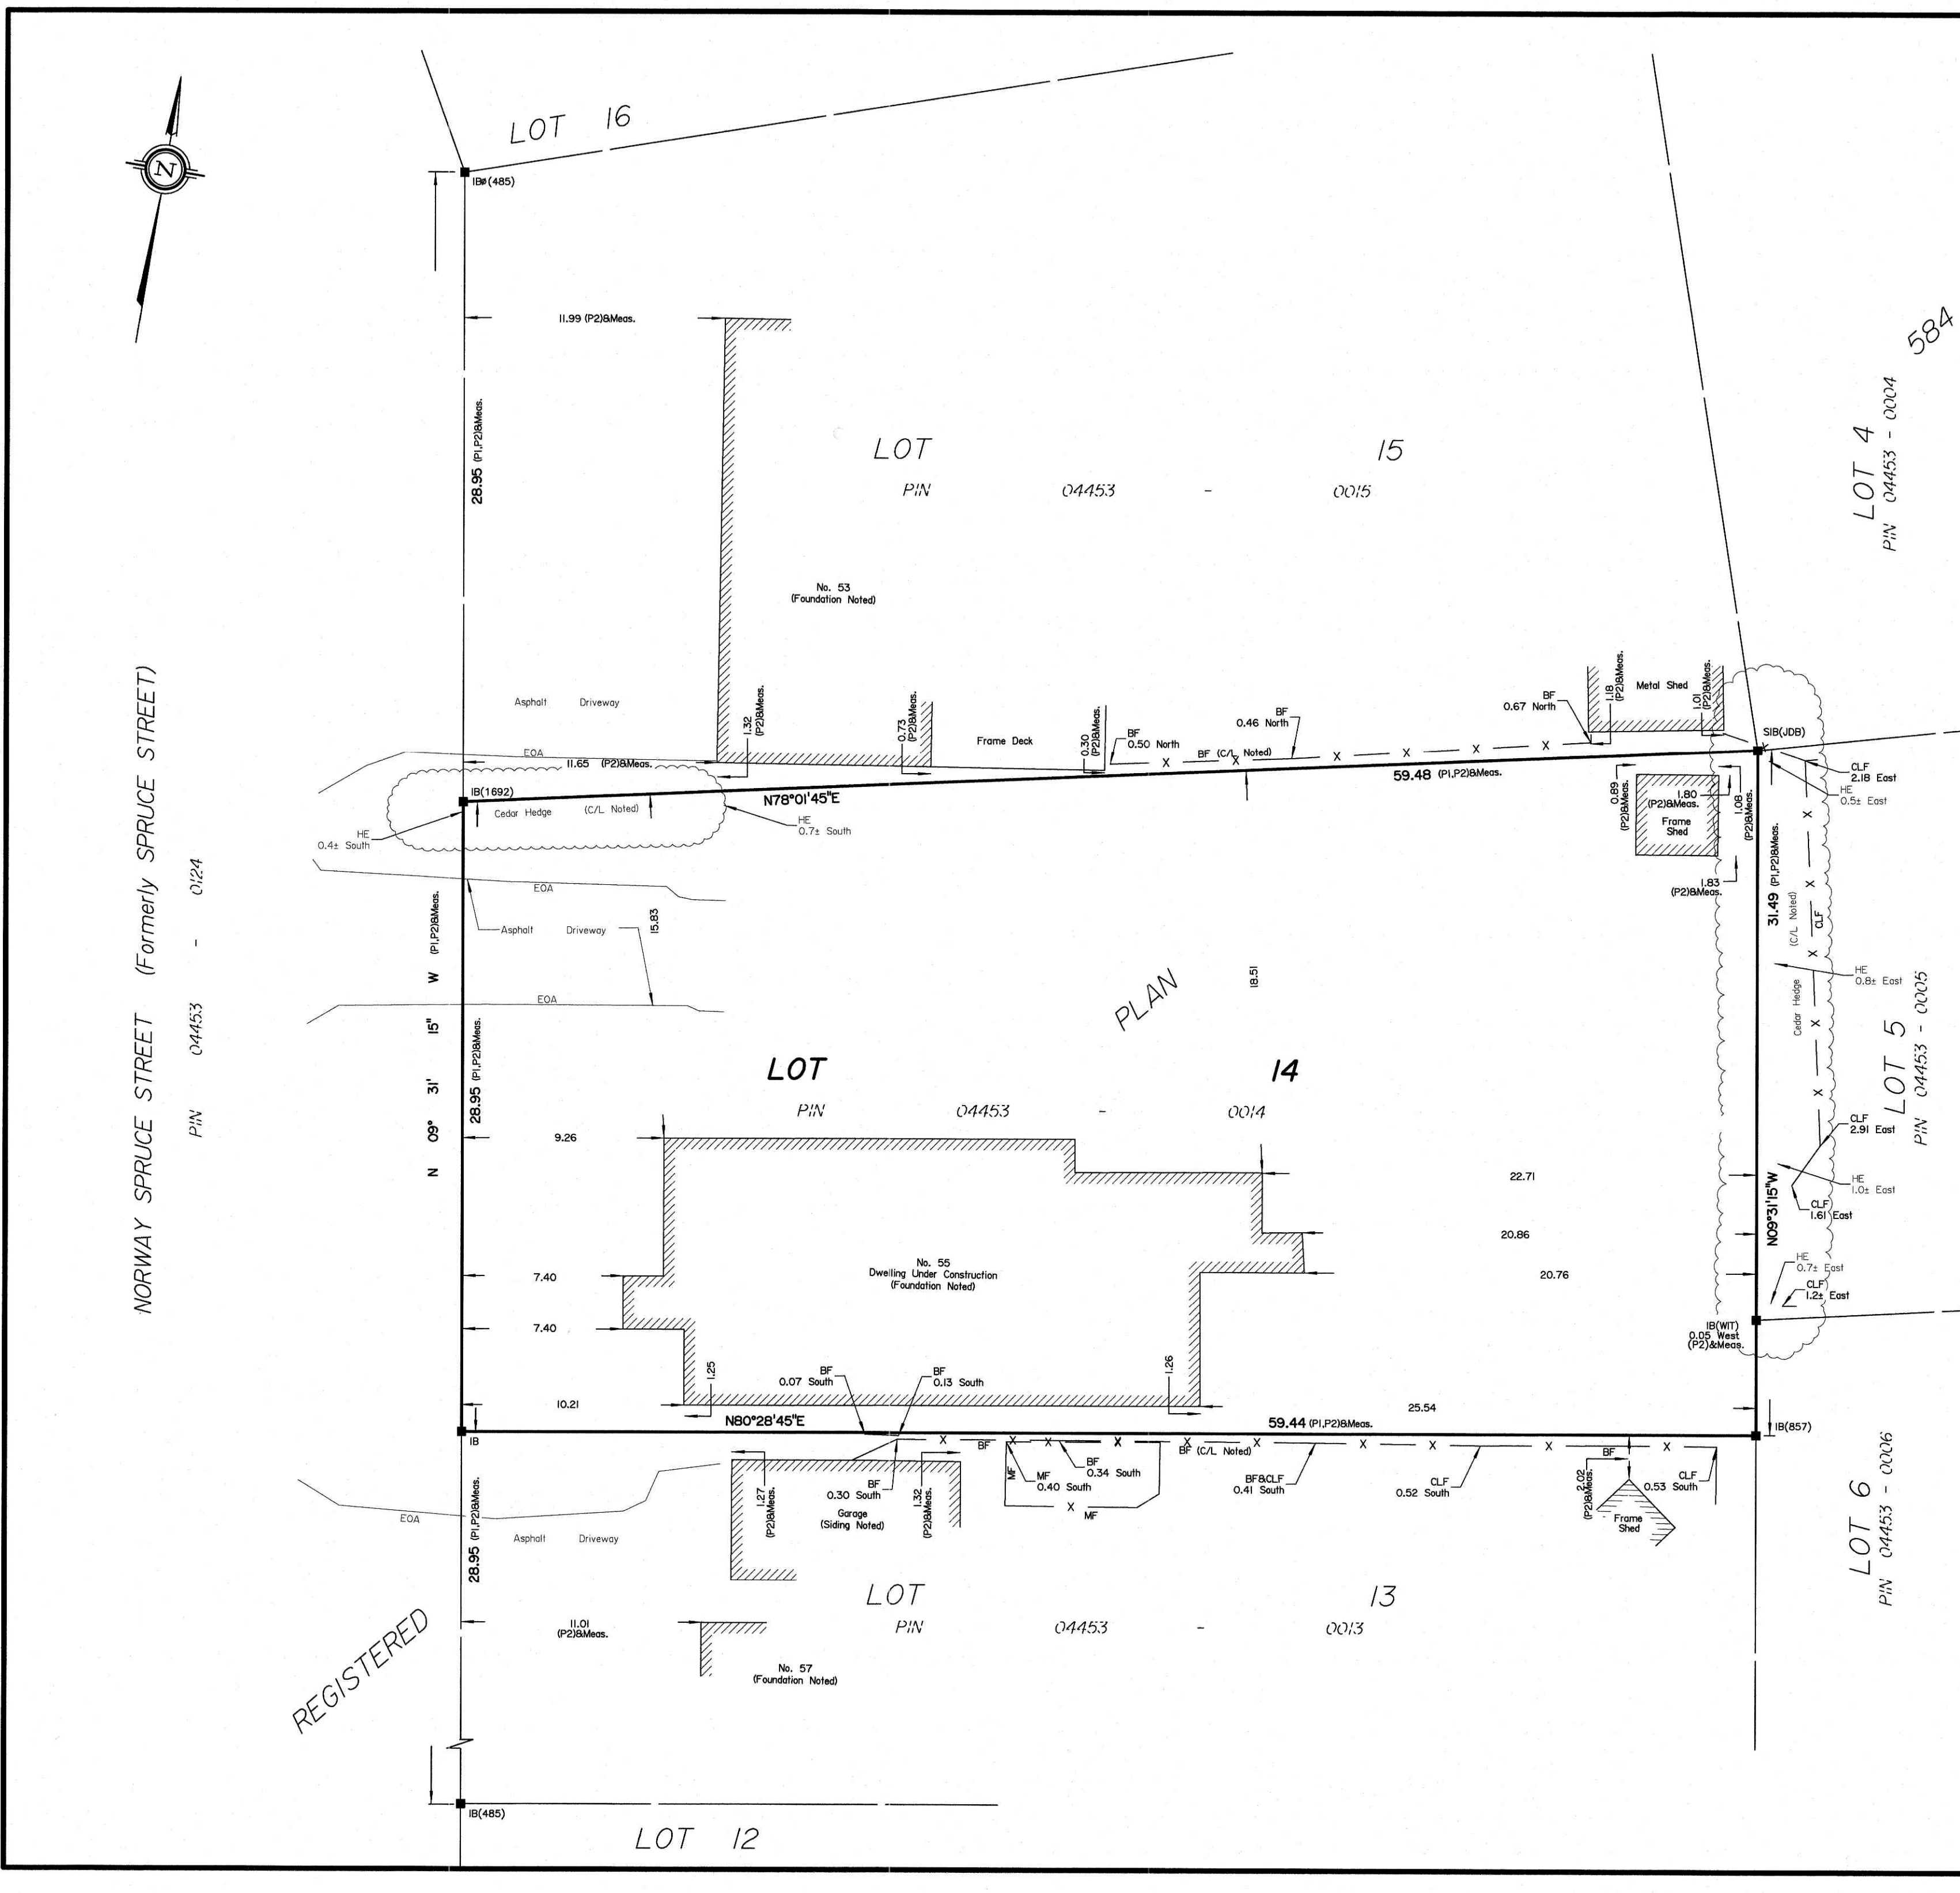 LOT 16
N
IBø(485)
11.99 (P2)&Meas.
28.95 (P1,P2)&Meas.
584
LOT 4
PIN 04453 - 0004
LOT 15
PIN 04453 - 0015
No. 53
(Foundation Noted)
NORWAY SPRUCE STREET (Formerly SPRUCE STREET)
PIN 04453 - 0124
Asphalt Driveway
EOA
11.65 (P2)&Meas.
1.32
(P2)&Meas.
0.73
(P2)&Meas.
Frame Deck
0.30
(P2)&Meas.
BF
0.50 North
BF
0.46 North
BF (C/L Noted)
BF
0.67 North
1.18
(P2)&Meas.
Metal Shed
1.01
(P2)&Meas.
SIB(JDB)
59.48 (P1,P2)&Meas.
CLF
2.18 East
HE
0.5± East
IB(1692)
N78°01'45"E
Cedar Hedge (C/L Noted)
HE
0.4± South
HE
0.7± South
0.89
(P2)&Meas.
1.80
(P2)&Meas.
Frame
Shed
1.08
(P2)&Meas.
1.83
(P2)&Meas.
31.49 (P1,P2)&Meas.
EOA
Asphalt Driveway
15.83
EOA
N 09° 31' 15" W (P1,P2)&Meas.
28.95 (P1,P2)&Meas.
18.51
PLAN
Cedar Hedge (C/L Noted)
CLF
HE
0.8± East
LOT 5
PIN 04453 - 0005
LOT 14
PIN 04453 - 0014
9.26
CLF
2.91 East
HE
1.0± East
CLF
1.61 East
N09°31'15"W
22.71
20.86
20.76
No. 55
Dwelling Under Construction
(Foundation Noted)
7.40
7.40
HE
0.7± East
CLF
1.2± East
IB(WIT)
0.05 West
(P2)&Meas.
1.25
BF
0.07 South
BF
0.13 South
1.26
10.21
25.54
N80°28'45"E
59.44 (P1,P2)&Meas.
IB
IB(857)
BF
BF (C/L Noted)
BF
MF
MF
0.40 South
BF
0.34 South
BF&CLF
0.41 South
CLF
0.52 South
2.02
(P2)&Meas.
CLF
0.53 South
MF
1.27
(P2)&Meas.
BF
0.30 South
Garage
(Siding Noted)
1.32
(P2)&Meas.
Frame
Shed
EOA
Asphalt Driveway
28.95 (P1,P2)&Meas.
LOT 6
PIN 04453 - 0006
LOT 13
PIN 04453 - 0013
11.01
(P2)&Meas.
REGISTERED
No. 57
(Foundation Noted)
IB(485)
LOT 12